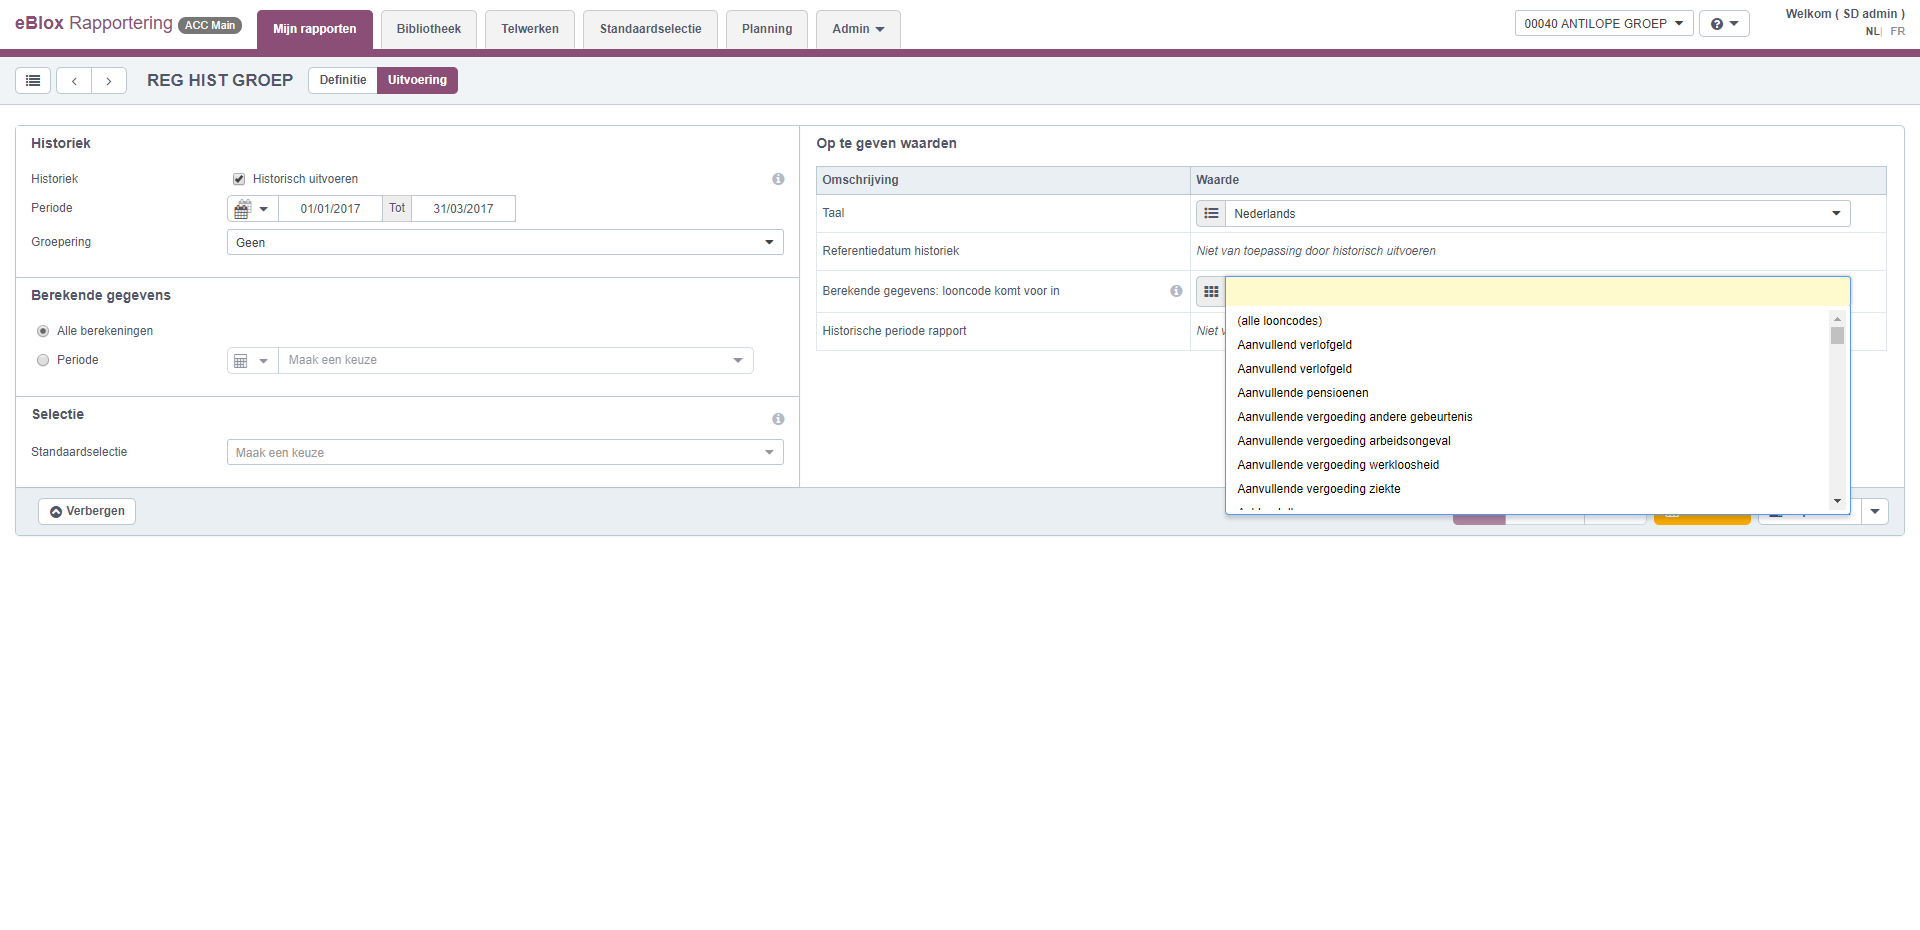 eBlox Rapportering ACC Main
Mijn rapporten
Bibliotheek
Telwerken
Standaardselectie
Planning
Admin
00040 ANTILOPE GROEP
Welkom ( SD admin )
NL| FR
REG HIST GROEP
Definitie
Uitvoering
Historiek
Historiek
Historisch uitvoeren
Periode
01/01/2017 Tot 31/03/2017
Groepering
Geen
Berekende gegevens
Alle berekeningen
Periode
Maak een keuze
Selectie
Standaardselectie
Maak een keuze
Verbergen
Op te geven waarden
Omschrijving
Waarde
Taal
Nederlands
Referentiedatum historiek
Niet van toepassing door historisch uitvoeren
Berekende gegevens: looncode komt voor in
Historische periode rapport
Niet
(alle looncodes)
Aanvullend verlofgeld
Aanvullend verlofgeld
Aanvullende pensioenen
Aanvullende vergoeding andere gebeurtenis
Aanvullende vergoeding arbeidsongeval
Aanvullende vergoeding werkloosheid
Aanvullende vergoeding ziekte